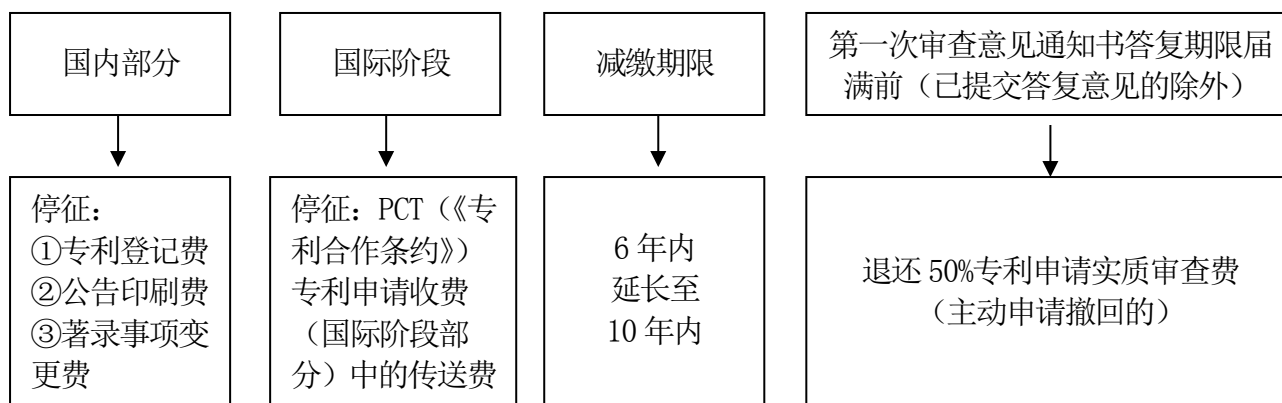 国内部分
国际阶段
减缴期限
第一次审查意见通知书答复期限届
满前（已提交答复意见的除外）
停征：
①专利登记费
②公告印刷费
③著录事项变
更费
停征：PCT（《专
利合作条约》）
专利申请收费
（国际阶段部
分）中的传送费
6 年内
延长至
10 年内
退还 50%专利申请实质审查费
（主动申请撤回的）